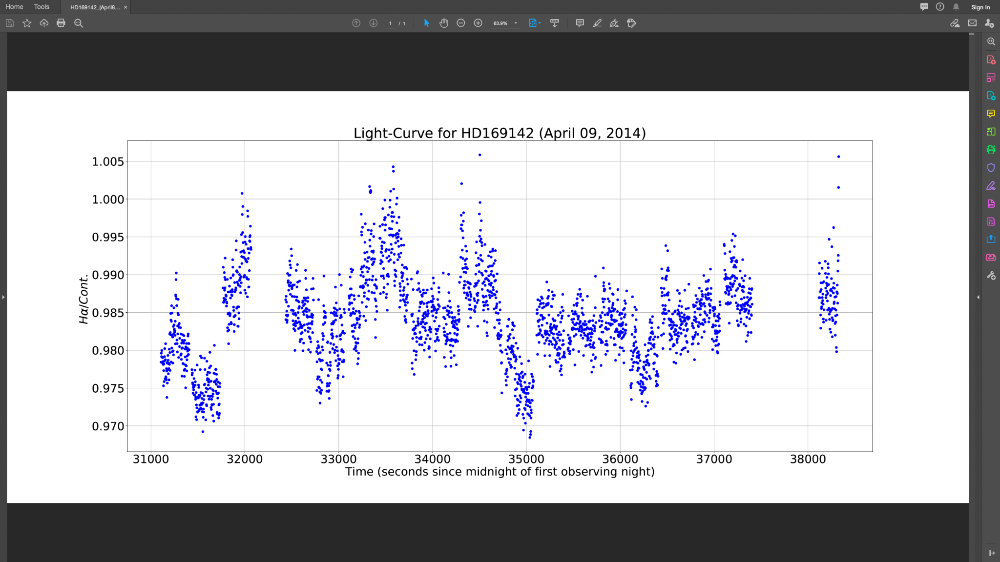 Home Tools HD169142_(April8... × Sign In
1 / 1 63.9%
Light-Curve for HD169142 (April 09, 2014)
1.005
1.000
0.995
0.990
0.985
0.980
0.975
0.970
Hα/Cont.
31000 32000 33000 34000 35000 36000 37000 38000
Time (seconds since midnight of first observing night)